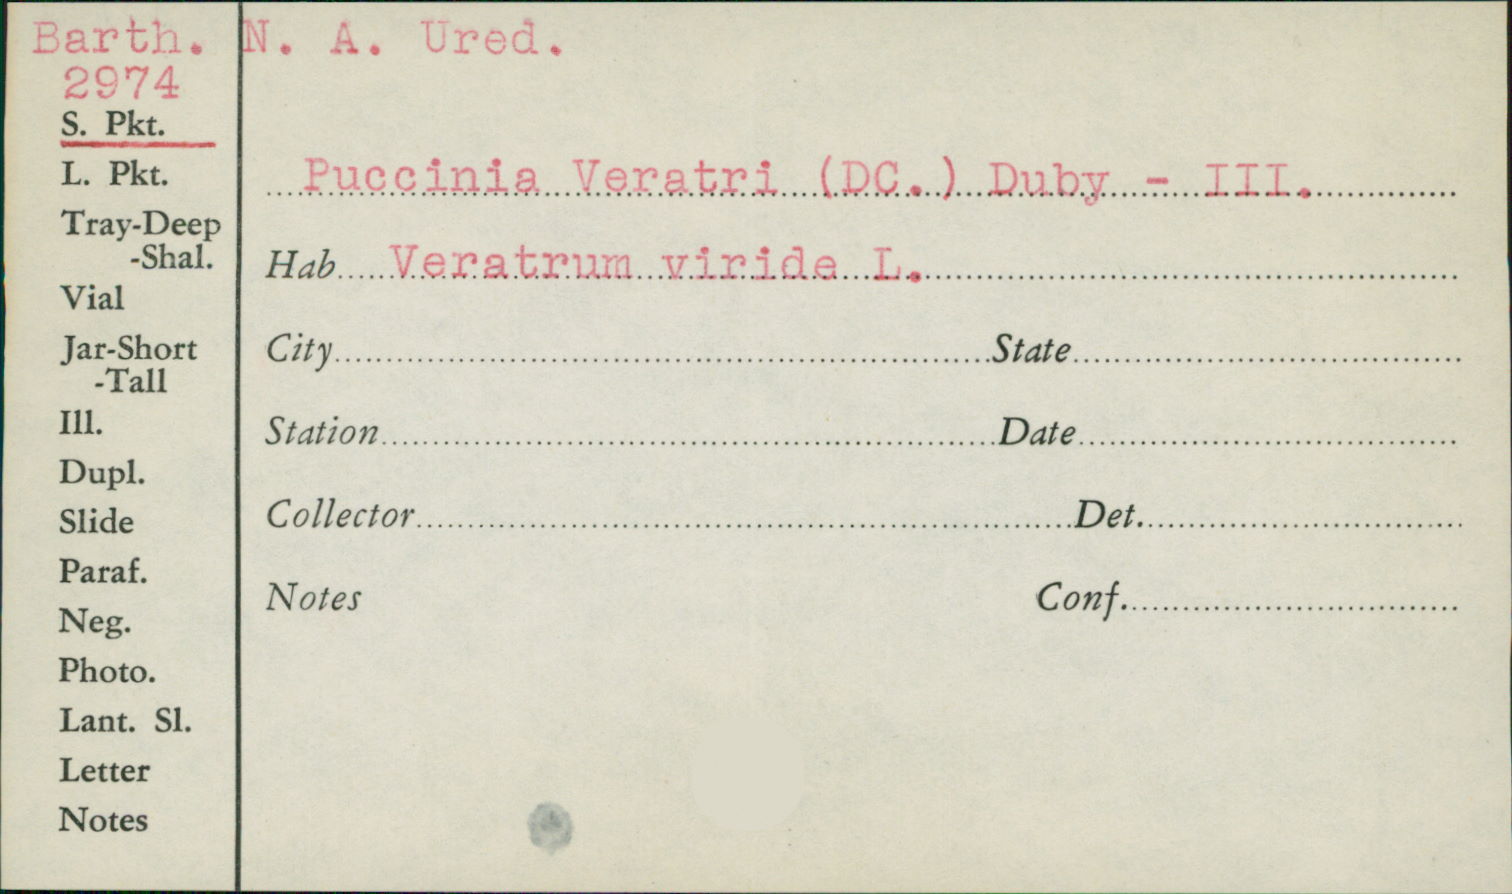 Barth. N. A. Ured.
2974
S. Pkt.
L. Pkt.
Tray-Deep
-Shal.
Vial
Jar-Short
-Tall
Ill.
Dupl.
Slide
Paraf.
Neg.
Photo.
Lant. Sl.
Letter
Notes
Puccinia Veratri (DC.) Duby - III.
Hab Veratrum viride L.
City State
Station Date
Collector Det.
Notes Conf.